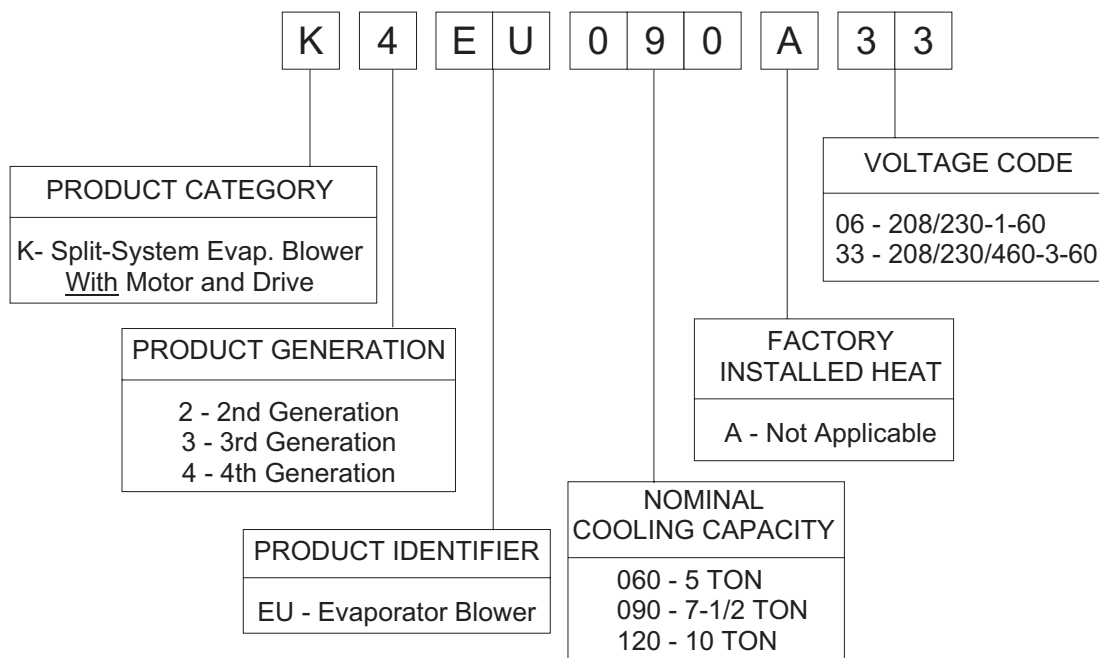 K 4 E U 0 9 0 A 3 3
PRODUCT CATEGORY
K- Split-System Evap. Blower
With Motor and Drive
VOLTAGE CODE
06 - 208/230-1-60
33 - 208/230/460-3-60
PRODUCT GENERATION
2 - 2nd Generation
3 - 3rd Generation
4 - 4th Generation
FACTORY
INSTALLED HEAT
A - Not Applicable
PRODUCT IDENTIFIER
EU - Evaporator Blower
NOMINAL
COOLING CAPACITY
060 - 5 TON
090 - 7-1/2 TON
120 - 10 TON